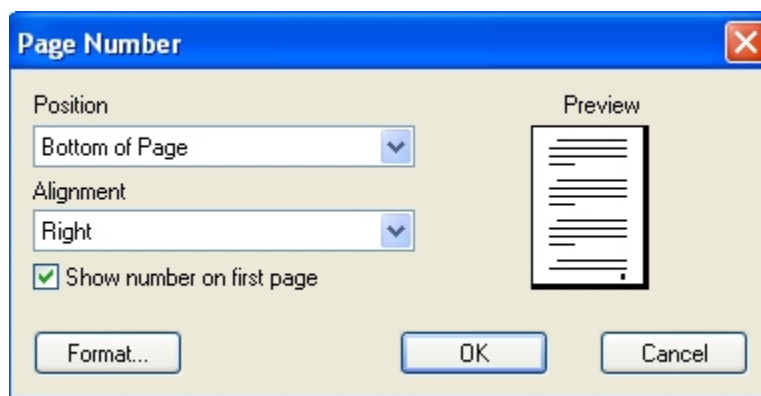 Page Number
Position
Preview
Bottom of Page
Alignment
Right
Show number on first page
Format...
OK
Cancel